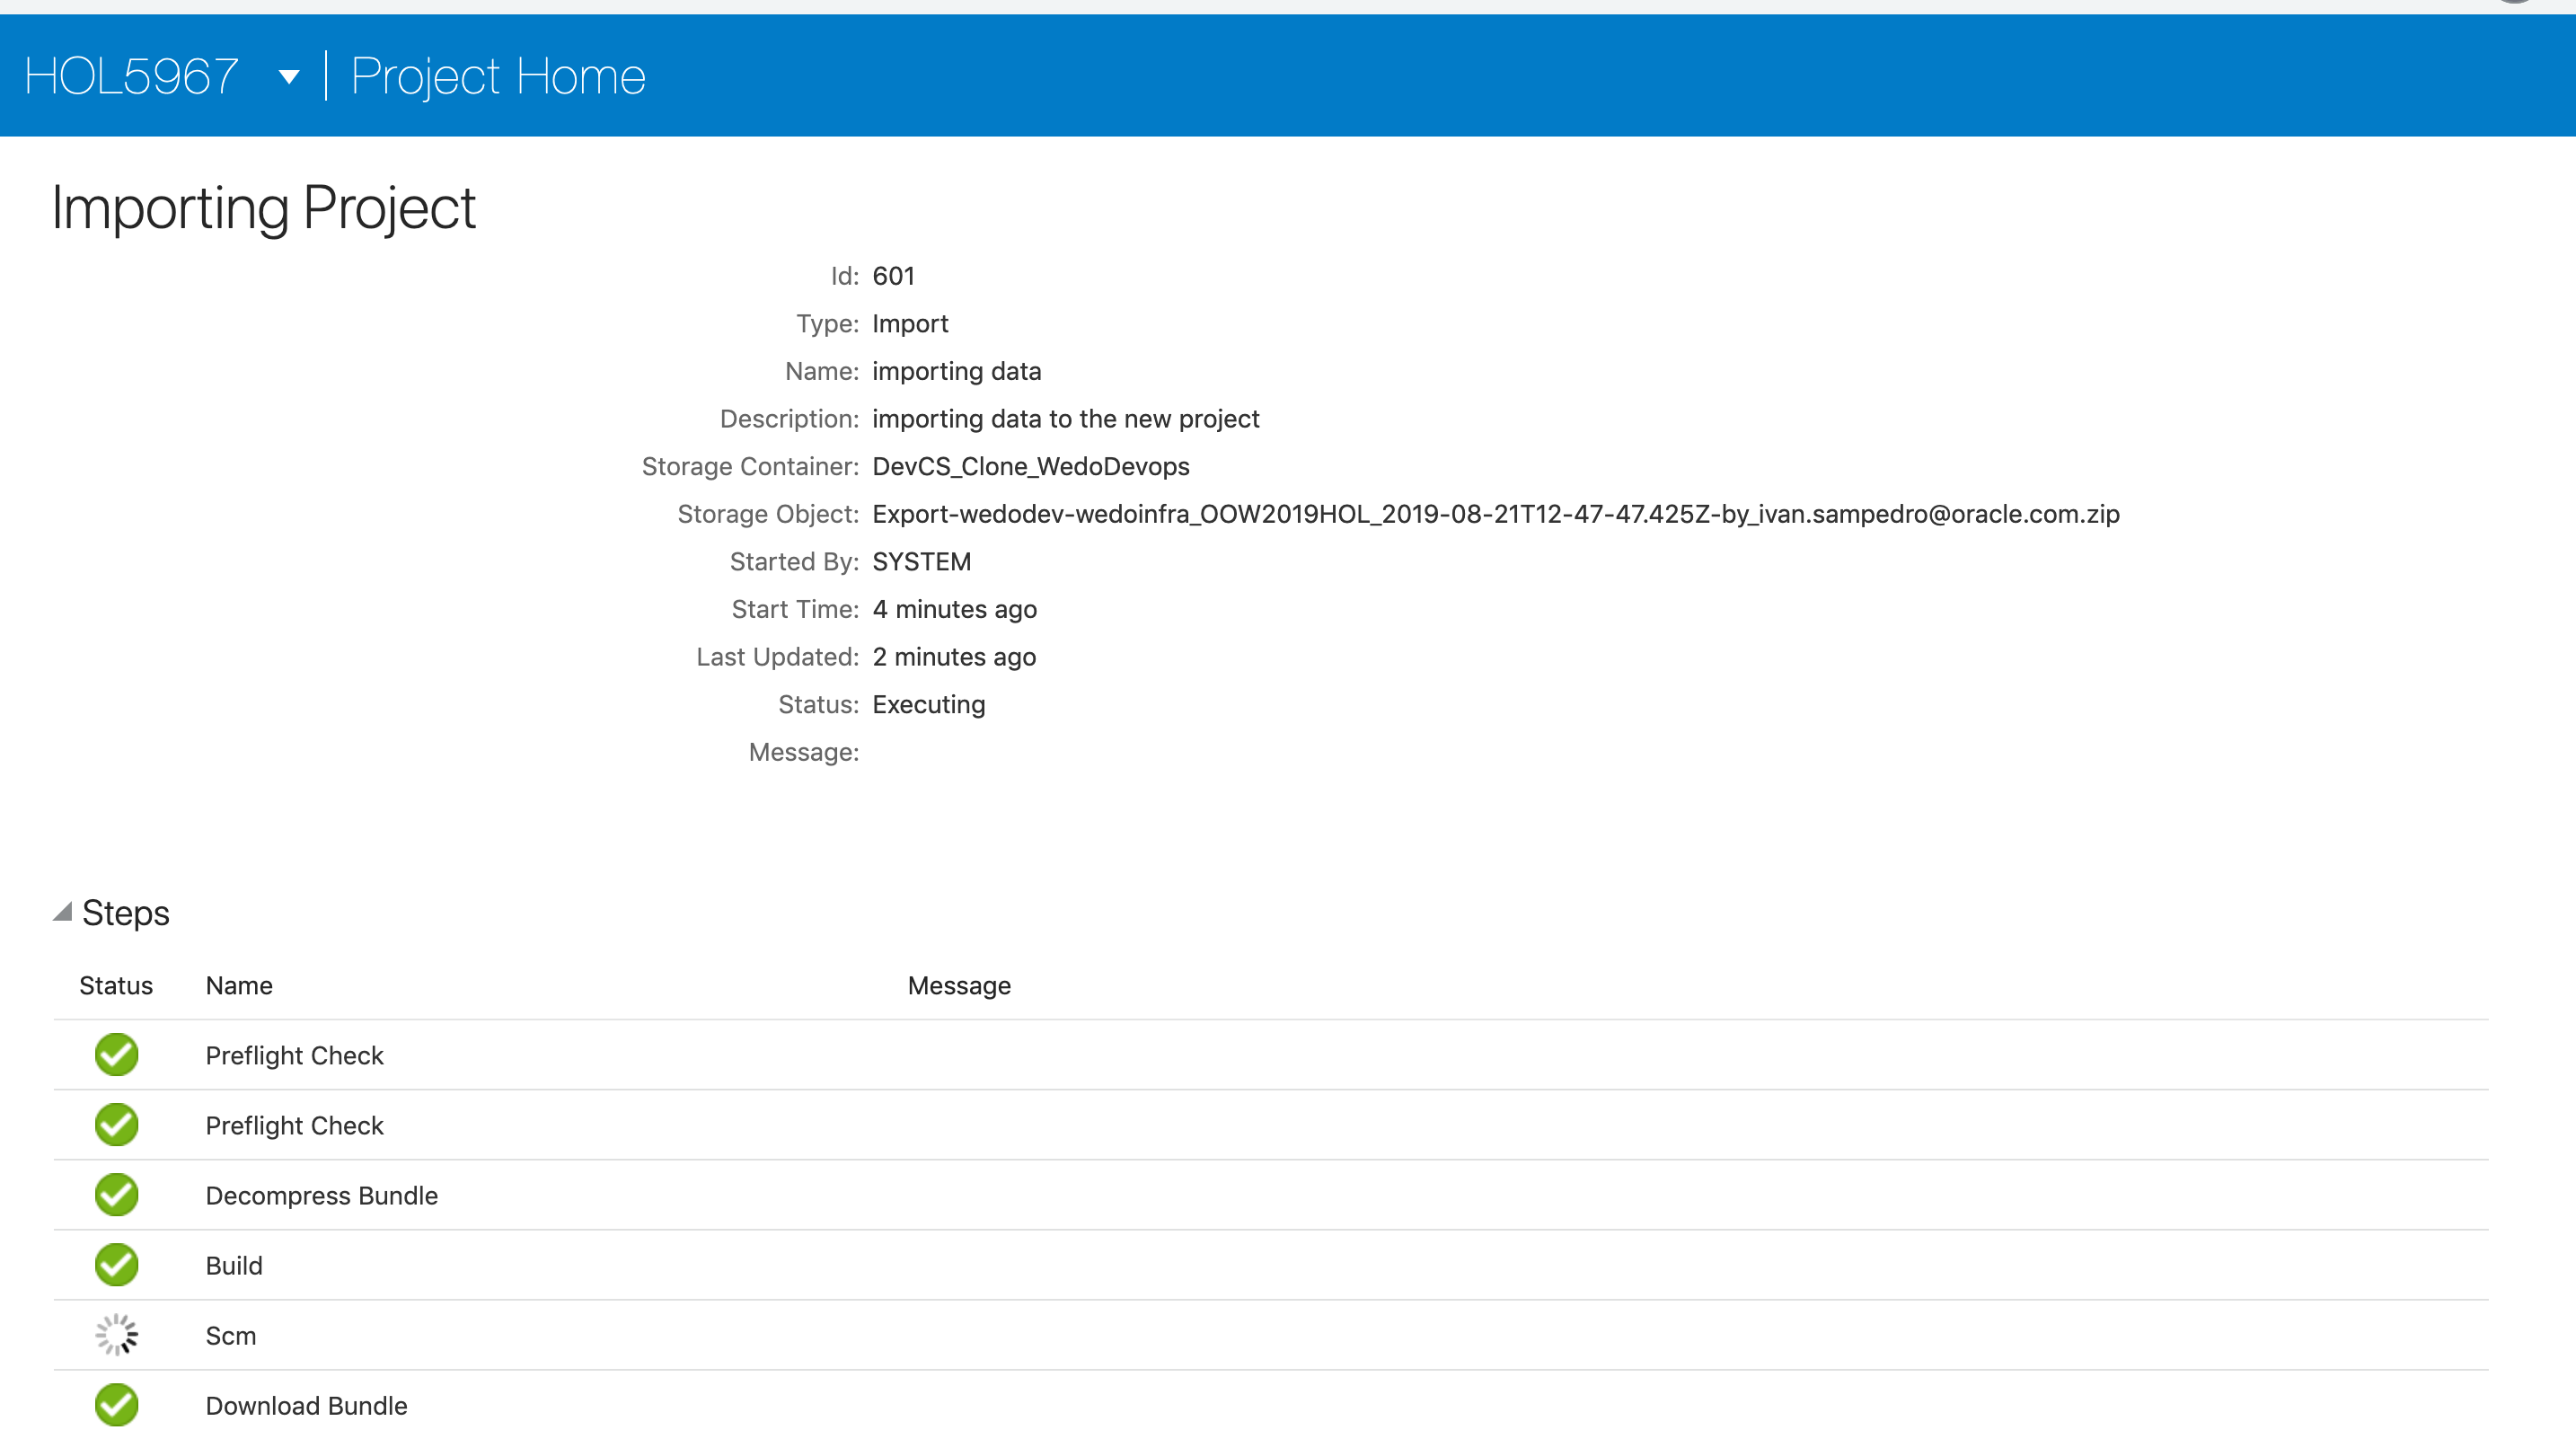 HOL5967 Project Home
Importing Project
Id: 601
Type: Import
Name: importing data
Description: importing data to the new project
Storage Container: DevCS_Clone_WedoDevops
Storage Object: Export-wedodev-wedoinfra_OOW2019HOL_2019-08-21T12-47-47.425Z-by_ivan.sampedro@oracle.com.zip
Started By: SYSTEM
Start Time: 4 minutes ago
Last Updated: 2 minutes ago
Status: Executing
Message:
Steps
Status Name Message
Preflight Check
Preflight Check
Decompress Bundle
Build
Scm
Download Bundle